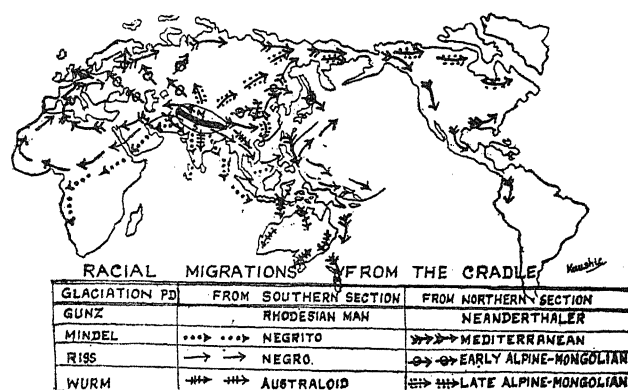 RACIAL MIGRATIONS FROM THE CRADLE
Kaushic
GLACIATION PD FROM SOUTHERN SECTION FROM NORTHERN SECTION
GUNZ RHODESIAN MAN NEANDERTHALER
MINDEL NEGRITO MEDITERRANEAN
RISS NEGRO. EARLY ALPINE-MONGOLIAN
WURM AUSTRALOID LATE ALPINE-MONGOLIAN